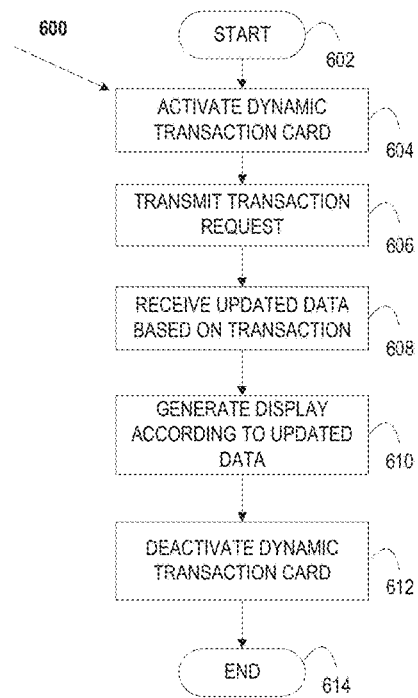 600
START
602
ACTIVATE DYNAMIC
TRANSACTION CARD
604
TRANSMIT TRANSACTION
REQUEST
606
RECEIVE UPDATED DATA
BASED ON TRANSACTION
608
GENERATE DISPLAY
ACCORDING TO UPDATED
DATA
610
DEACTIVATE DYNAMIC
TRANSACTION CARD
612
END
614